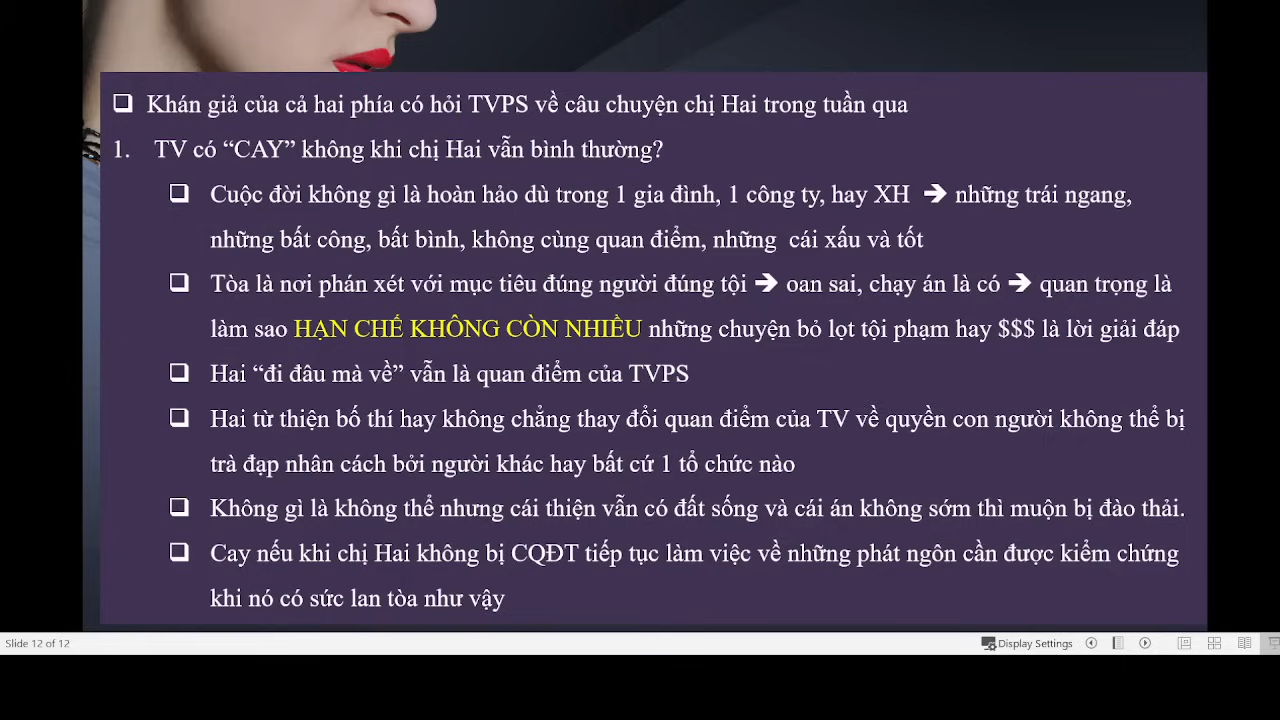 Khán giả của cả hai phía có hỏi TVPS về câu chuyện chị Hai trong tuần qua
1. TV có “CAY” không khi chị Hai vẫn bình thường?
Cuộc đời không gì là hoàn hảo dù trong 1 gia đình, 1 công ty, hay XH ➔ những trái ngang,
những bất công, bất bình, không cùng quan điểm, những cái xấu và tốt
Tòa là nơi phán xét với mục tiêu đúng người đúng tội ➔ oan sai, chạy án là có ➔ quan trọng là
làm sao HẠN CHẾ KHÔNG CÒN NHIỀU những chuyện bỏ lọt tội phạm hay $$$ là lời giải đáp
Hai “đi đâu mà về” vẫn là quan điểm của TVPS
Hai từ thiện bố thí hay không chẳng thay đổi quan điểm của TV về quyền con người không thể bị
trà đạp nhân cách bởi người khác hay bất cứ 1 tổ chức nào
Không gì là không thể nhưng cái thiện vẫn có đất sống và cái án không sớm thì muộn bị đào thải.
Cay nếu khi chị Hai không bị CQĐT tiếp tục làm việc về những phát ngôn cần được kiểm chứng
khi nó có sức lan tòa như vậy
Slide 12 of 12
Display Settings